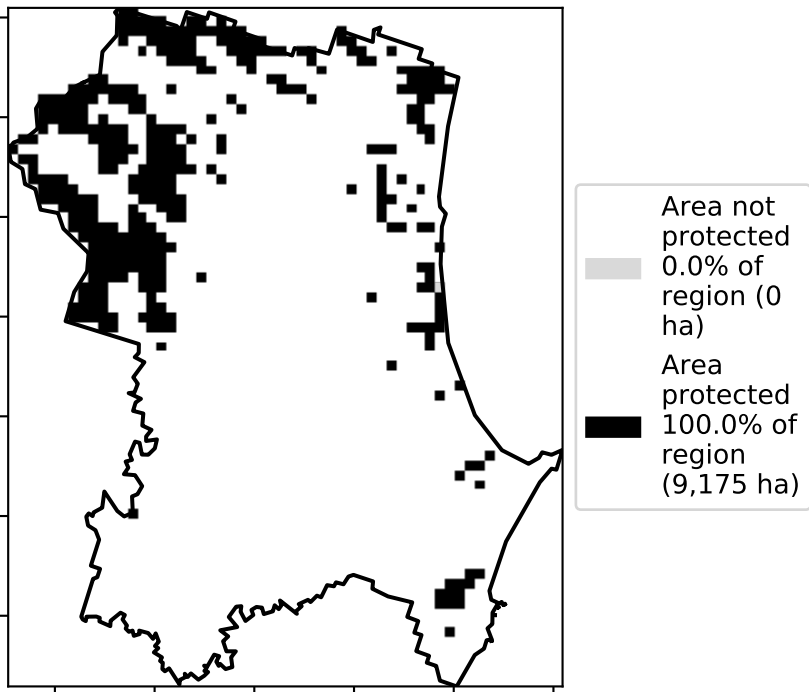 Area not
protected
0.0% of
region (0
ha)
Area
protected
100.0% of
region
(9,175 ha)